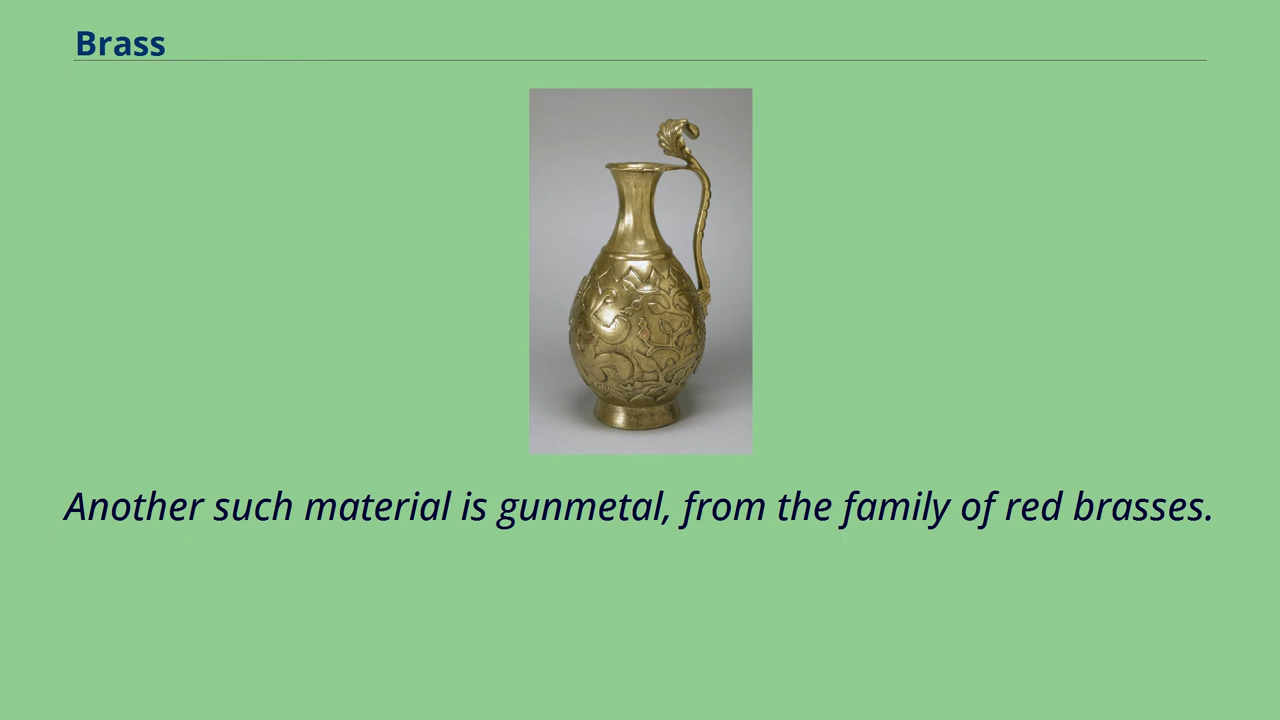 Brass
Another such material is gunmetal, from the family of red brasses.